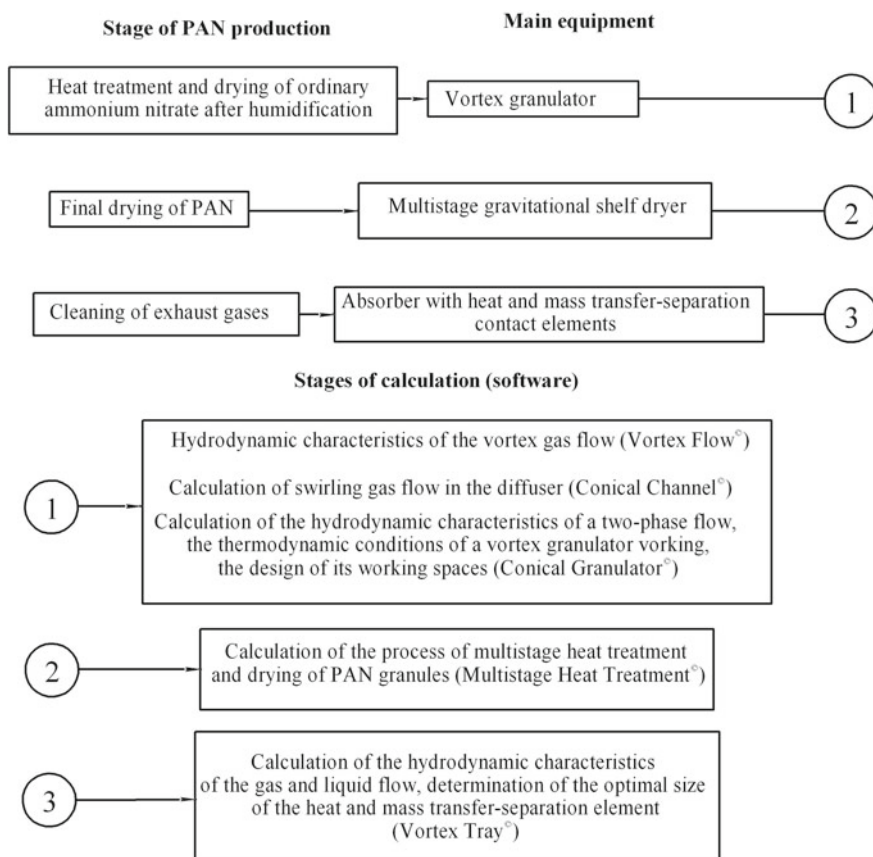 Stage of PAN production
Main equipment
Heat treatment and drying of ordinary
ammonium nitrate after humidification
Vortex granulator
1
Final drying of PAN
Multistage gravitational shelf dryer
2
Cleaning of exhaust gases
Absorber with heat and mass transfer-separation
contact elements
3
Stages of calculation (software)
1
Hydrodynamic characteristics of the vortex gas flow (Vortex Flow©)
Calculation of swirling gas flow in the diffuser (Conical Channel©)
Calculation of the hydrodynamic characteristics of a two-phase flow,
the thermodynamic conditions of a vortex granulator vorking,
the design of its working spaces (Conical Granulator©)
2
Calculation of the process of multistage heat treatment
and drying of PAN granules (Multistage Heat Treatment©)
3
Calculation of the hydrodynamic characteristics
of the gas and liquid flow, determination of the optimal size
of the heat and mass transfer-separation element
(Vortex Tray©)